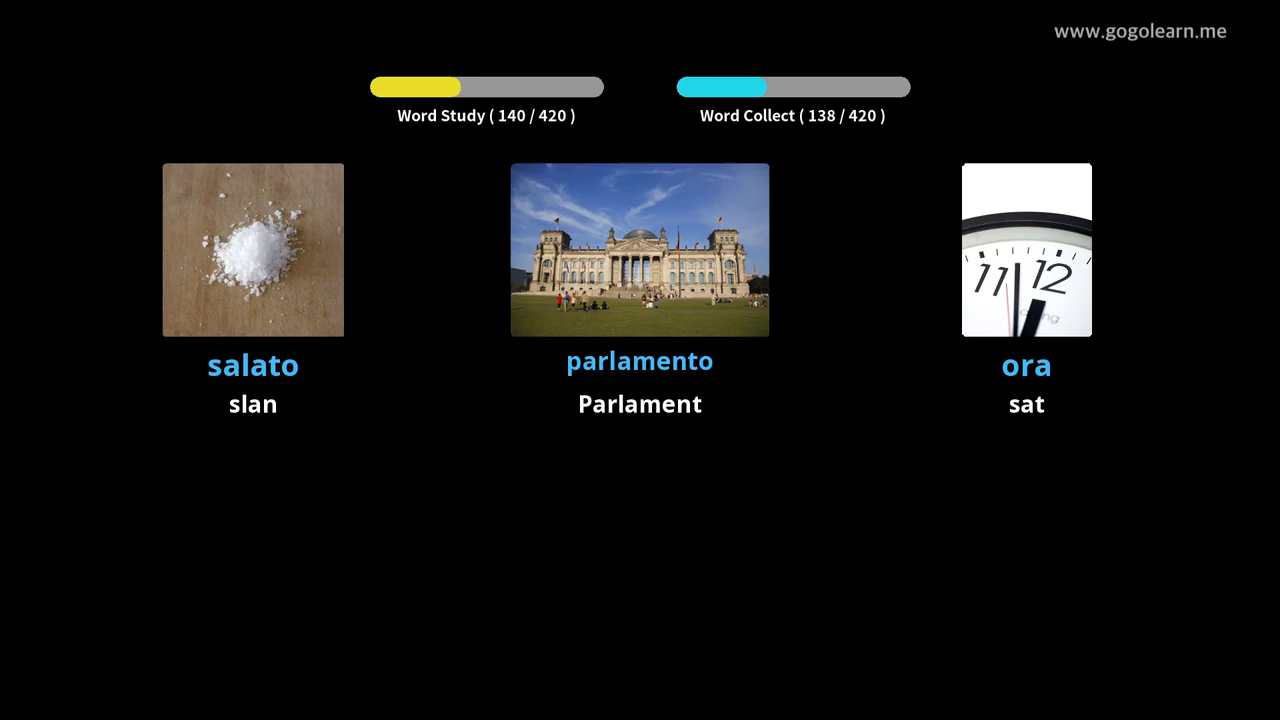 www.gogolearn.me
Word Study ( 140 / 420 )
Word Collect ( 138 / 420 )
11
12
salato
parlamento
ora
slan
Parlament
sat